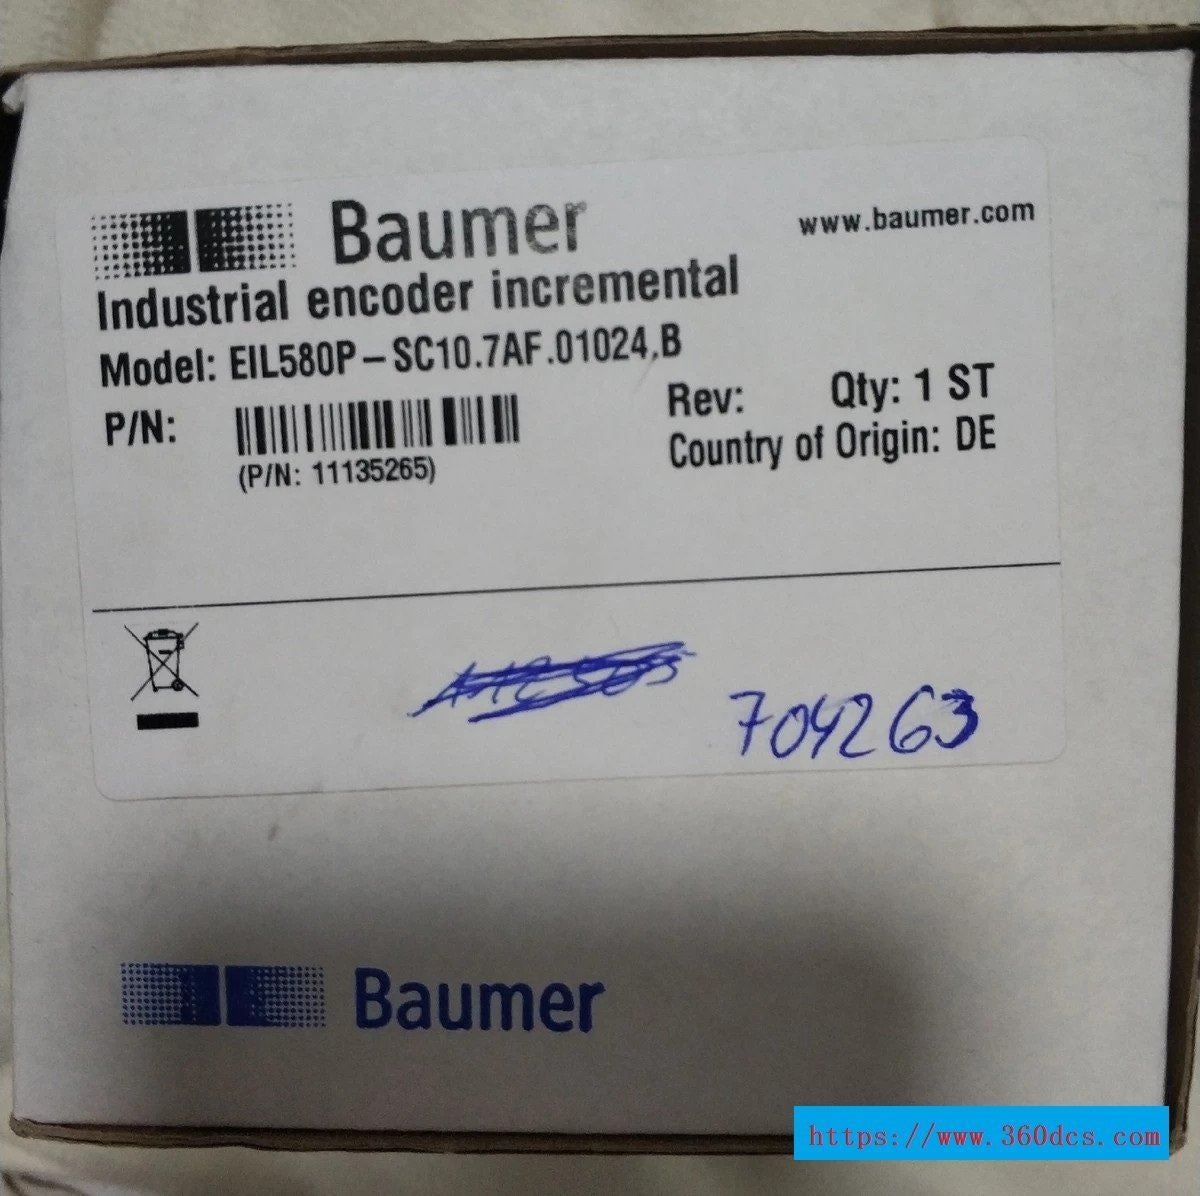 Baumer
www.baumer.com
Industrial encoder incremental
Model: EIL580P-SC10.7AF.01024.B
P/N:
(P/N: 11135265)
Rev: Qty: 1 ST
Country of Origin: DE
704263
Baumer
https://www.360dcs.com